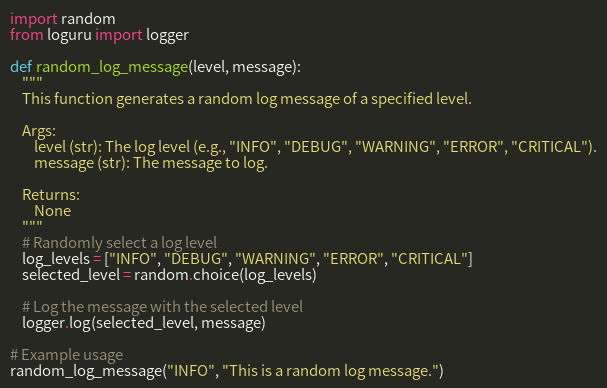 import random
from loguru import logger

def random_log_message(level, message):
    """
    This function generates a random log message of a specified level.

    Args:
        level (str): The log level (e.g., "INFO", "DEBUG", "WARNING", "ERROR", "CRITICAL").
        message (str): The message to log.

    Returns:
        None
    """
    # Randomly select a log level
    log_levels = ["INFO", "DEBUG", "WARNING", "ERROR", "CRITICAL"]
    selected_level = random.choice(log_levels)

    # Log the message with the selected level
    logger.log(selected_level, message)

# Example usage
random_log_message("INFO", "This is a random log message.")